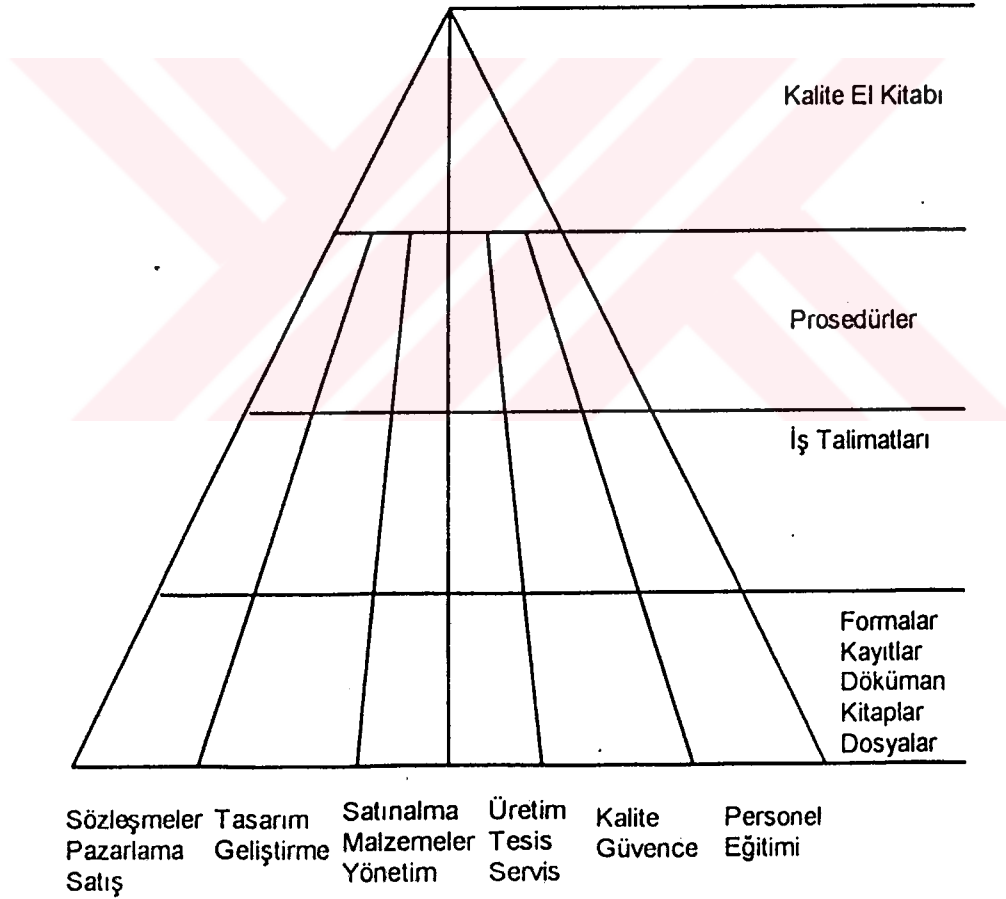 Kalite El Kitabı
Prosedürler
İş Talimatları
Formalar
Kayıtlar
Döküman
Kitaplar
Dosyalar
Sözleşmeler
Pazarlama
Satış
Tasarım
Geliştirme
Satınalma
Malzemeler
Yönetim
Üretim
Tesis
Servis
Kalite
Güvence
Personel
Eğitimi